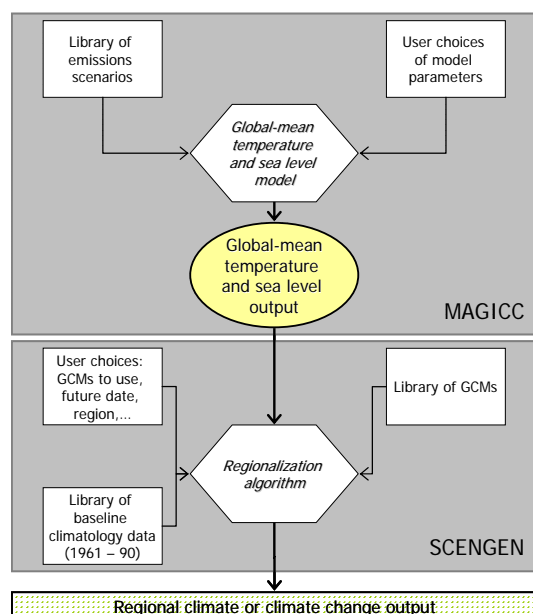 Library of
emissions
scenarios
User choices
of model
parameters
Global-mean
temperature
and sea level
model
Global-mean
temperature
and sea level
output
MAGICC
User choices:
GCMs to use,
future date,
region,...
Library of GCMs
Regionalization
algorithm
Library of
baseline
climatology data
(1961 – 90)
SCENGEN
Regional climate or climate change output